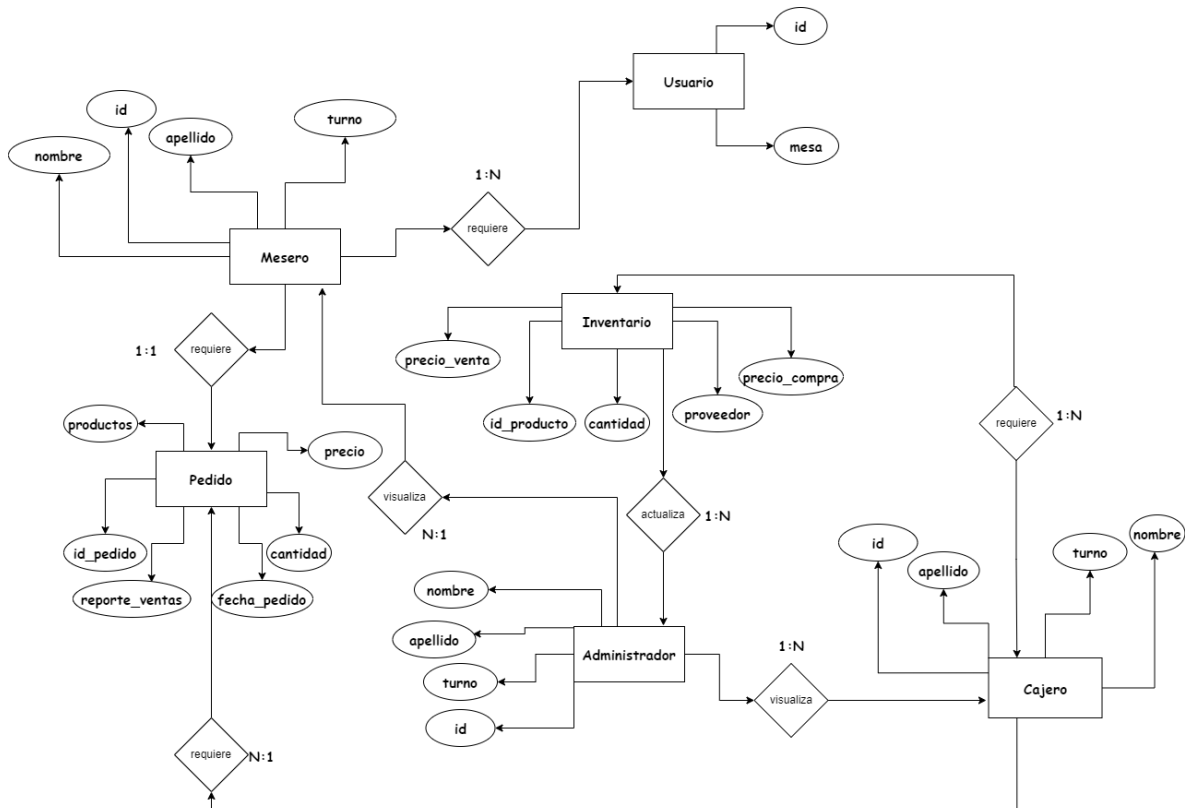 id
Usuario
mesa
id
apellido
turno
nombre
1:N
requiere
Mesero
1:1
requiere
Inventario
precio_venta
id_producto
cantidad
proveedor
precio_compra
requiere
1:N
productos
precio
Pedido
id_pedido
cantidad
reporte_ventas
fecha_pedido
visualiza
N:1
actualiza
1:N
nombre
apellido
turno
id
Administrador
1:N
visualiza
id
apellido
turno
nombre
Cajero
requiere
N:1